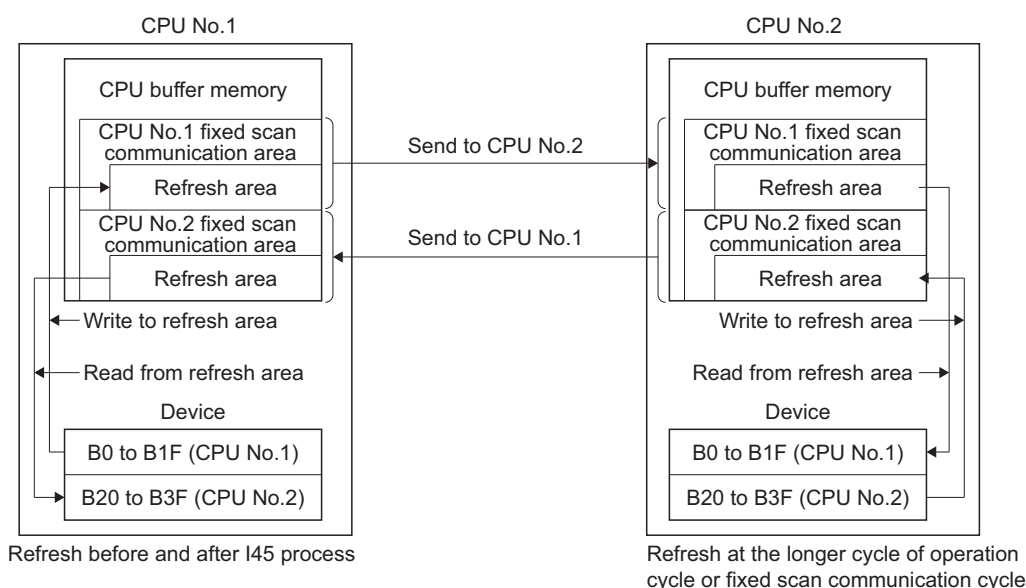 CPU No.1
CPU buffer memory
CPU No.1 fixed scan
communication area
Refresh area
CPU No.2 fixed scan
communication area
Refresh area
Write to refresh area
Read from refresh area
Device
B0 to B1F (CPU No.1)
B20 to B3F (CPU No.2)
Refresh before and after I45 process
Send to CPU No.2
Send to CPU No.1
CPU No.2
CPU buffer memory
CPU No.1 fixed scan
communication area
Refresh area
CPU No.2 fixed scan
communication area
Refresh area
Write to refresh area
Read from refresh area
Device
B0 to B1F (CPU No.1)
B20 to B3F (CPU No.2)
Refresh at the longer cycle of operation
cycle or fixed scan communication cycle